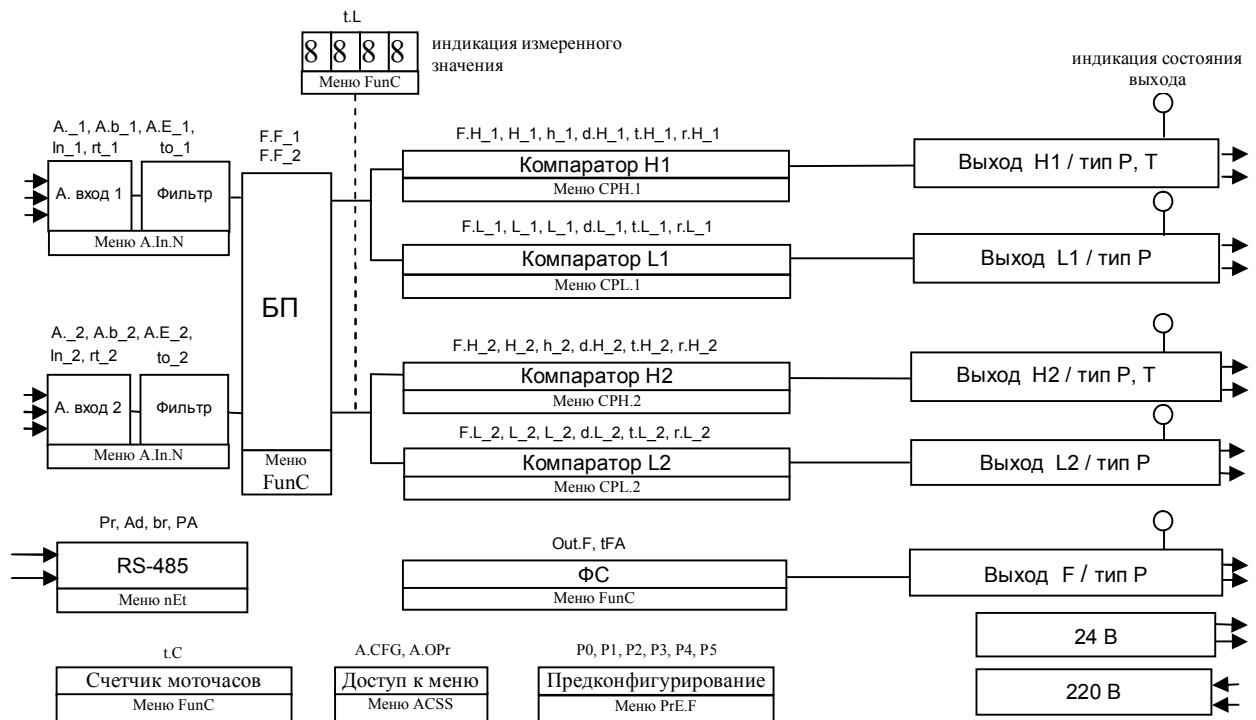 t.L
8 8 8 8
Меню FunC
индикация измеренного
значения
индикация состояния
выхода
A._1, A.b_1, A.E_1,
In_1, rt_1 to_1
А. вход 1
Фильтр
Меню A.In.N
F.F_1
F.F_2
БП
Меню
FunC
F.H_1, H_1, h_1, d.H_1, t.H_1, r.H_1
Компаратор H1
Меню CPH.1
Выход H1 / тип Р, Т
F.L_1, L_1, L_1, d.L_1, t.L_1, r.L_1
Компаратор L1
Меню CPL.1
Выход L1 / тип Р
A._2, A.b_2, A.E_2,
In_2, rt_2 to_2
А. вход 2
Фильтр
Меню A.In.N
F.H_2, H_2, h_2, d.H_2, t.H_2, r.H_2
Компаратор H2
Меню CPH.2
Выход H2 / тип Р, Т
F.L_2, L_2, L_2, d.L_2, t.L_2, r.L_2
Компаратор L2
Меню CPL.2
Выход L2 / тип Р
Pr, Ad, br, PA
RS-485
Меню nEt
Out.F, tFA
ФС
Меню FunC
Выход F / тип Р
24 В
220 В
t.C
Счетчик моточасов
Меню FunC
A.CFG, A.OPr
Доступ к меню
Меню ACSS
P0, P1, P2, P3, P4, P5
Предконфигурирование
Меню PrE.F